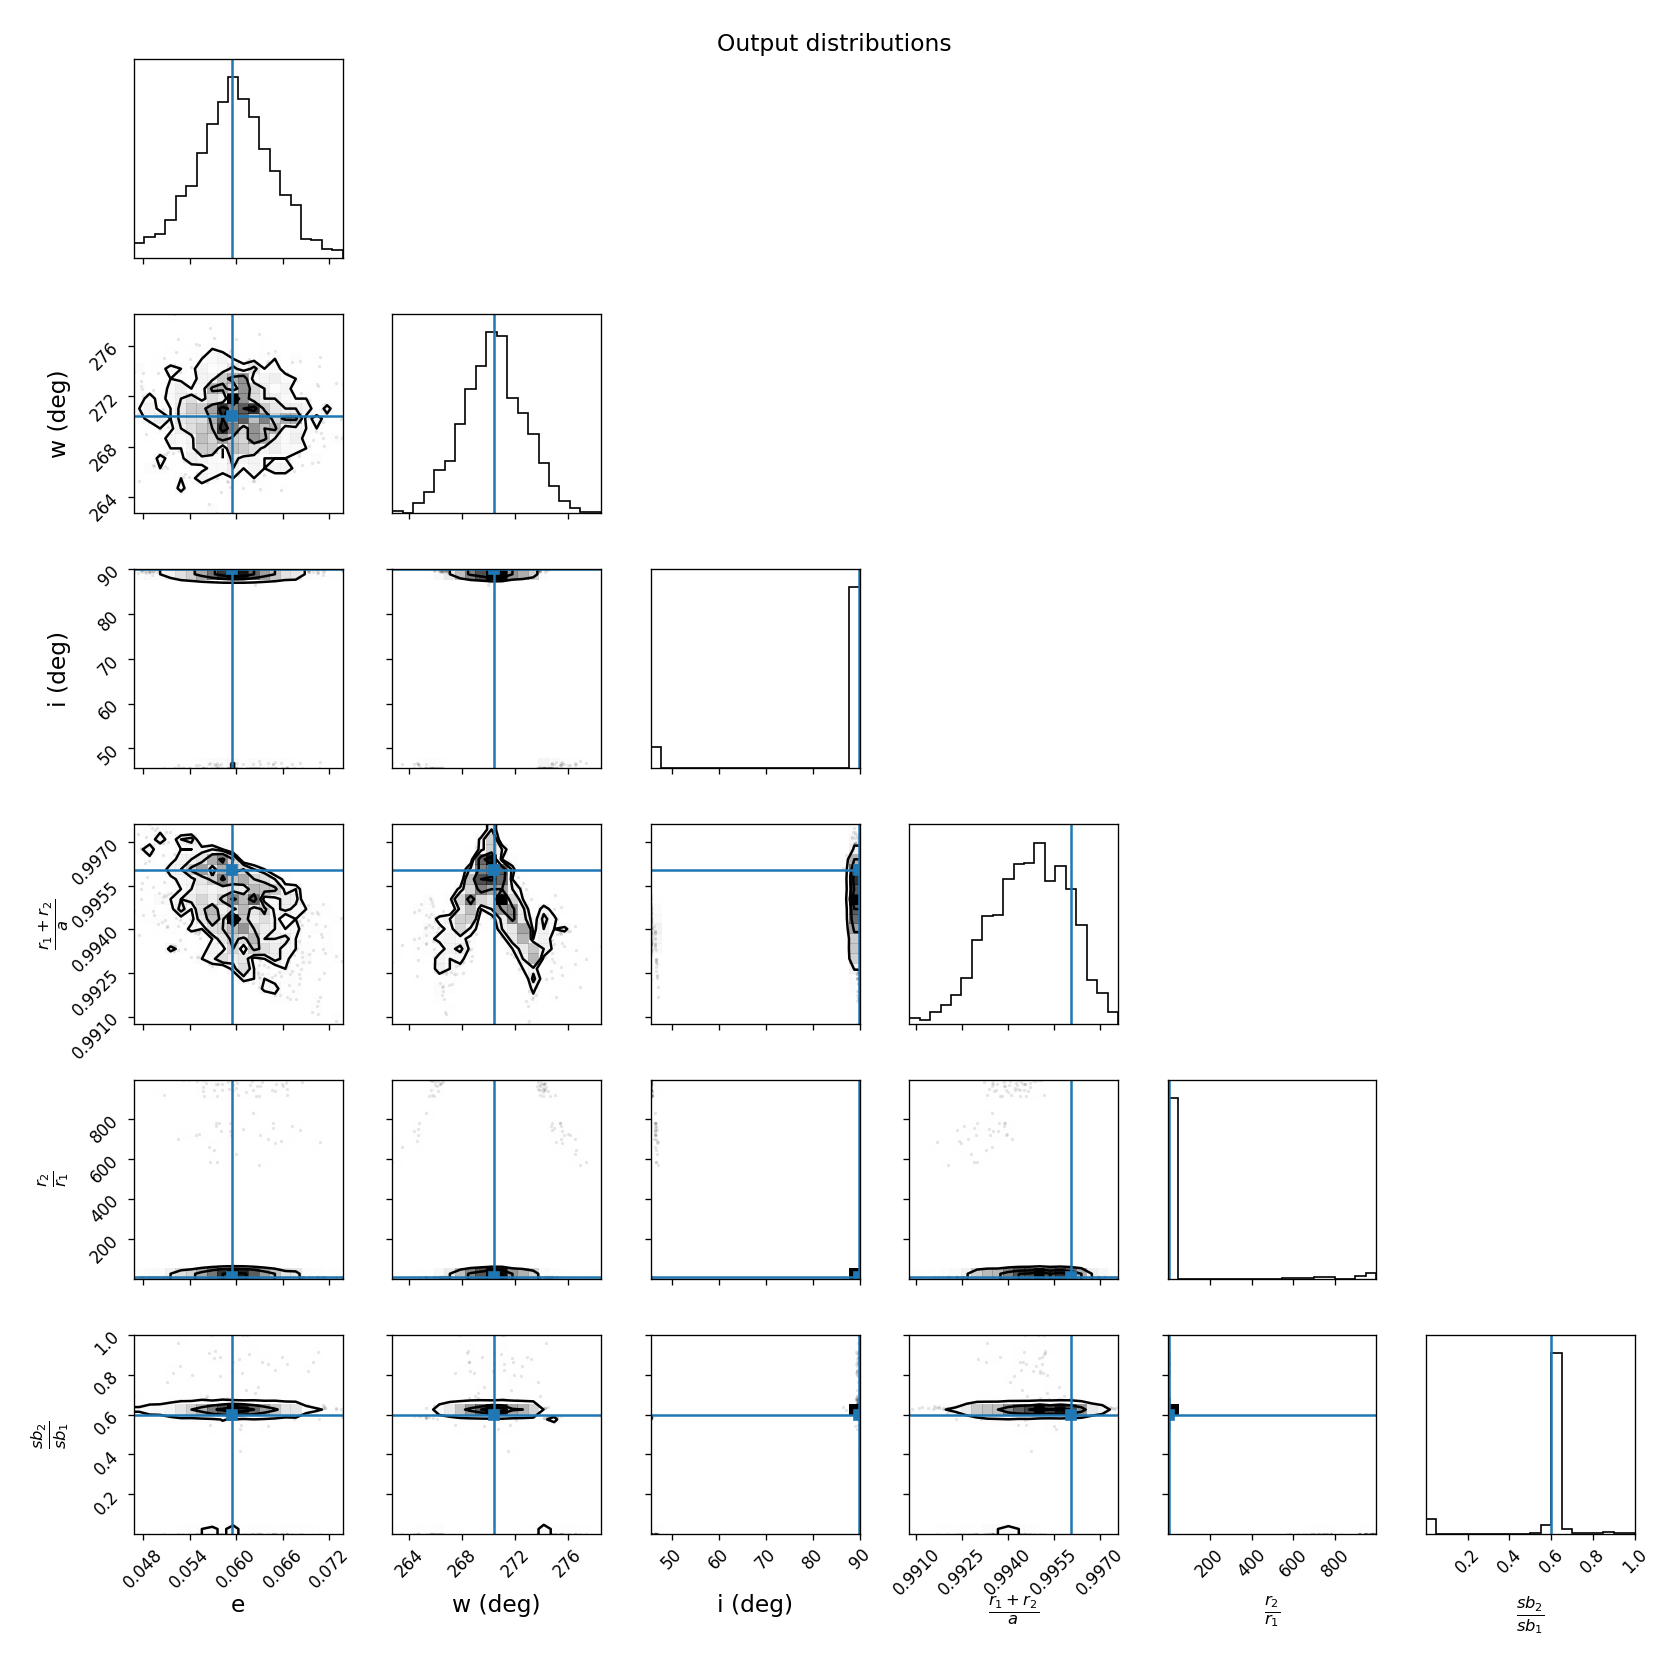 Output distributions
w (deg)
276
272
268
264
i (deg)
90
80
70
60
50
r₁ + r₂
a
0.9970
0.9955
0.9940
0.9925
0.9910
r₂
r₁
800
600
400
200
sb₂
sb₁
1.0
0.8
0.6
0.4
0.2
0.048 0.054 0.060 0.066 0.072
264 268 272 276
50 60 70 80 90
0.9910 0.9925 0.9940 0.9955 0.9970
200 400 600 800
0.2 0.4 0.6 0.8 1.0
e
w (deg)
i (deg)
r₁ + r₂
a
r₂
r₁
sb₂
sb₁